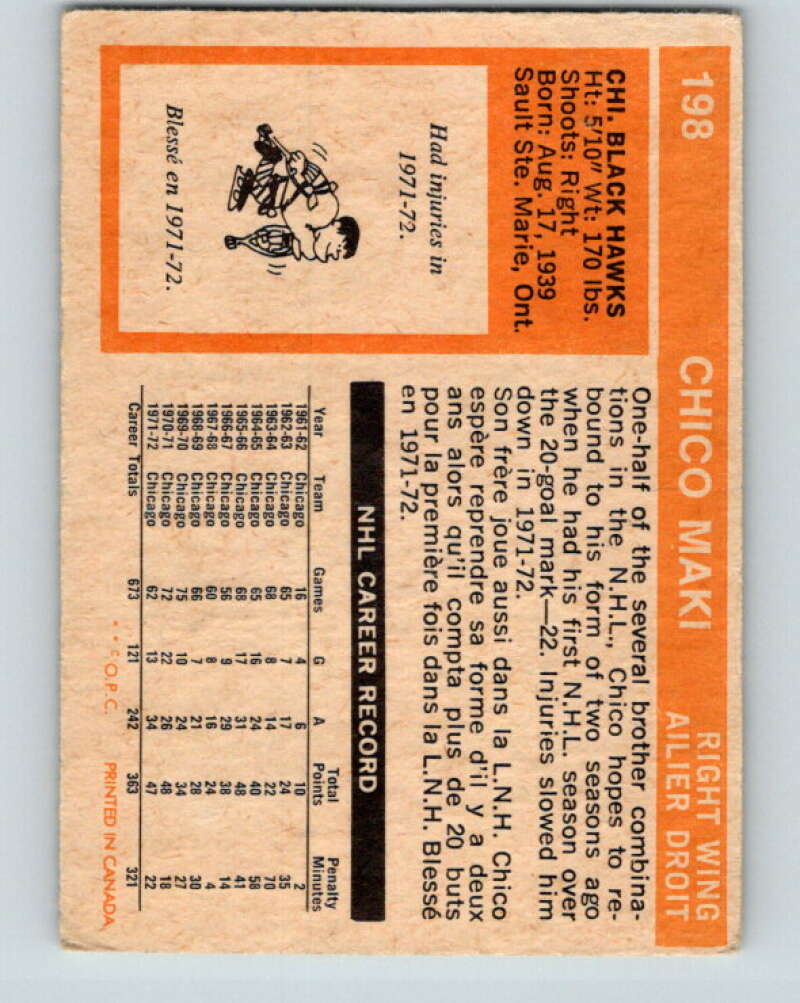 198
CHICO MAKI
RIGHT WING
AILIER DROIT
CHI. BLACK HAWKS
Ht: 5'10" Wt: 170 lbs.
Shoots: Right
Born: Aug. 17, 1939
Sault Ste. Marie, Ont.
Had injuries in
1971-72.
Blessé en 1971-72.
One-half of the several brother combina-
tions in the N.H.L., Chico hopes to re-
bound to his form of two seasons ago
when he had his first N.H.L. season over
the 20-goal mark—22. Injuries slowed him
down in 1971-72.
Son frère joue aussi dans la L.N.H. Chico
espère reprendre sa forme d'il y a deux
ans alors qu'il compta plus de 20 buts
pour la première fois dans la L.N.H. Blessé
en 1971-72.
NHL CAREER RECORD
Year Team Games G A Total Points Penalty Minutes
1961-62 Chicago 16 4 6 10 2
1962-63 Chicago 65 7 17 24 35
1963-64 Chicago 68 8 14 22 70
1964-65 Chicago 65 16 24 40 58
1965-66 Chicago 68 17 31 48 41
1966-67 Chicago 56 9 29 38 14
1967-68 Chicago 60 8 16 24 4
1968-69 Chicago 66 7 21 28 30
1969-70 Chicago 75 10 24 34 27
1970-71 Chicago 72 22 26 48 18
1971-72 Chicago 62 13 34 47 22
Career Totals 673 121 242 363 321
* * © O.P.C. PRINTED IN CANADA